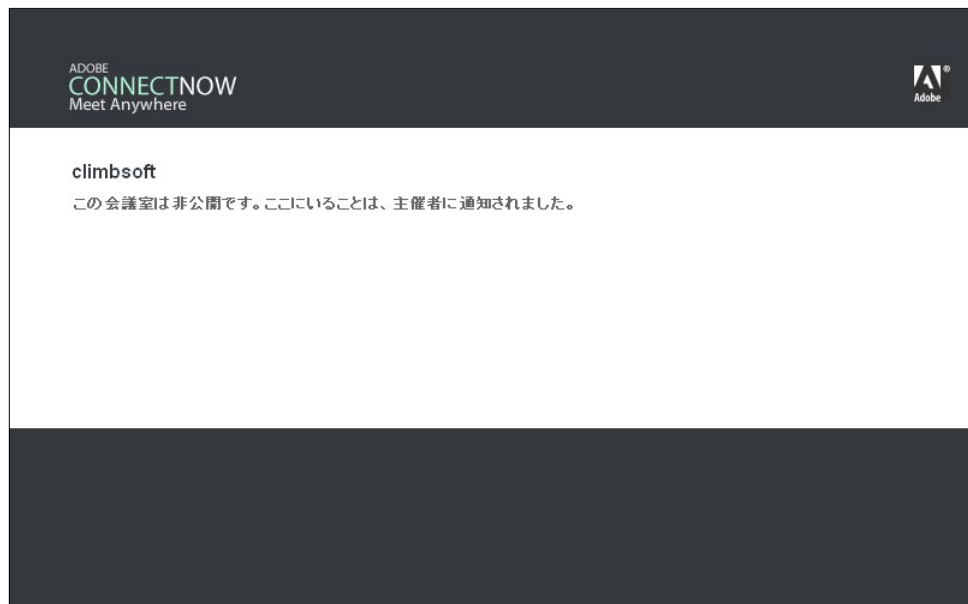 ADOBE
CONNECTNOW
Meet Anywhere
Adobe
climbsoft
この会議室は非公開です。ここにいることは、主催者に通知されました。